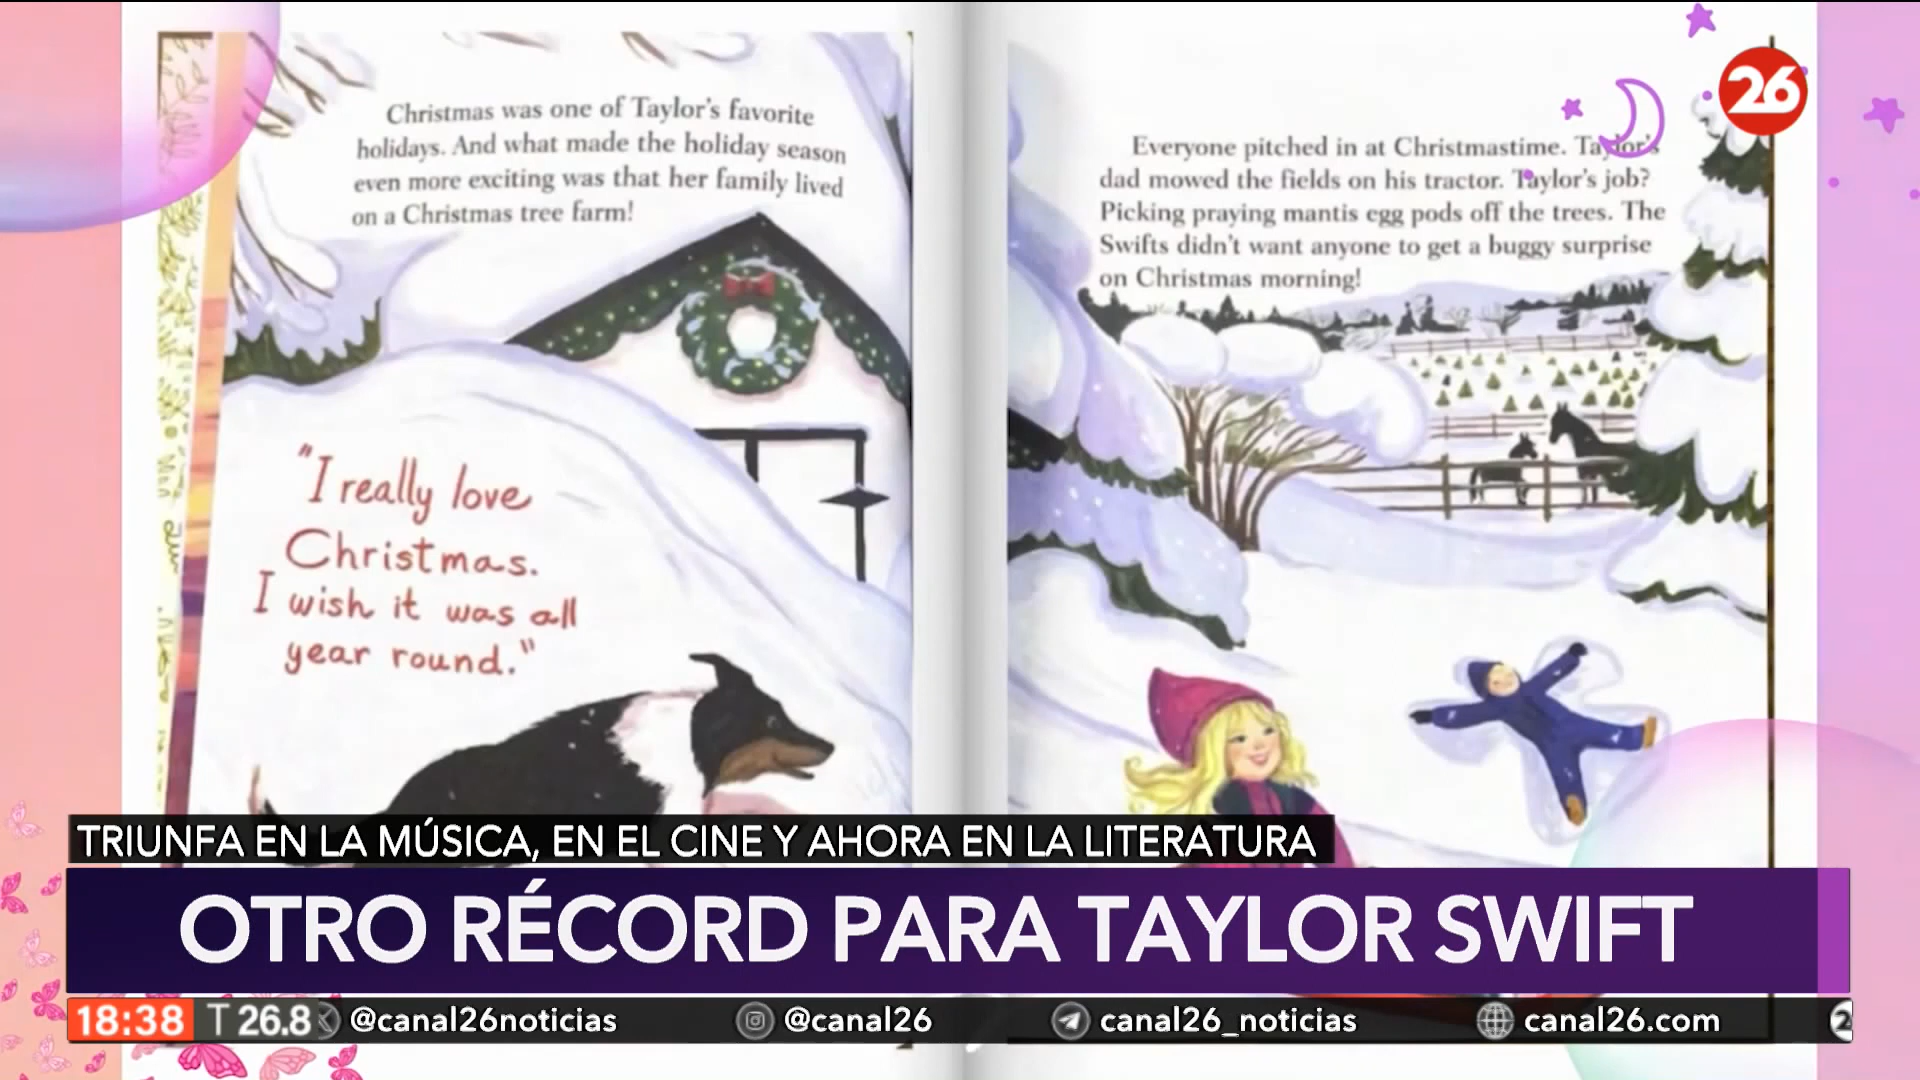 26
Christmas was one of Taylor's favorite
holidays. And what made the holiday season
even more exciting was that her family lived
on a Christmas tree farm!
"I really love
Christmas.
I wish it was all
year round."
Everyone pitched in at Christmastime. Taylor's
dad mowed the fields on his tractor. Taylor's job?
Picking praying mantis egg pods off the trees. The
Swifts didn't want anyone to get a buggy surprise
on Christmas morning!
TRIUNFA EN LA MÚSICA, EN EL CINE Y AHORA EN LA LITERATURA
OTRO RÉCORD PARA TAYLOR SWIFT
18:38 T 26.8 @canal26noticias @canal26 canal26_noticias canal26.com